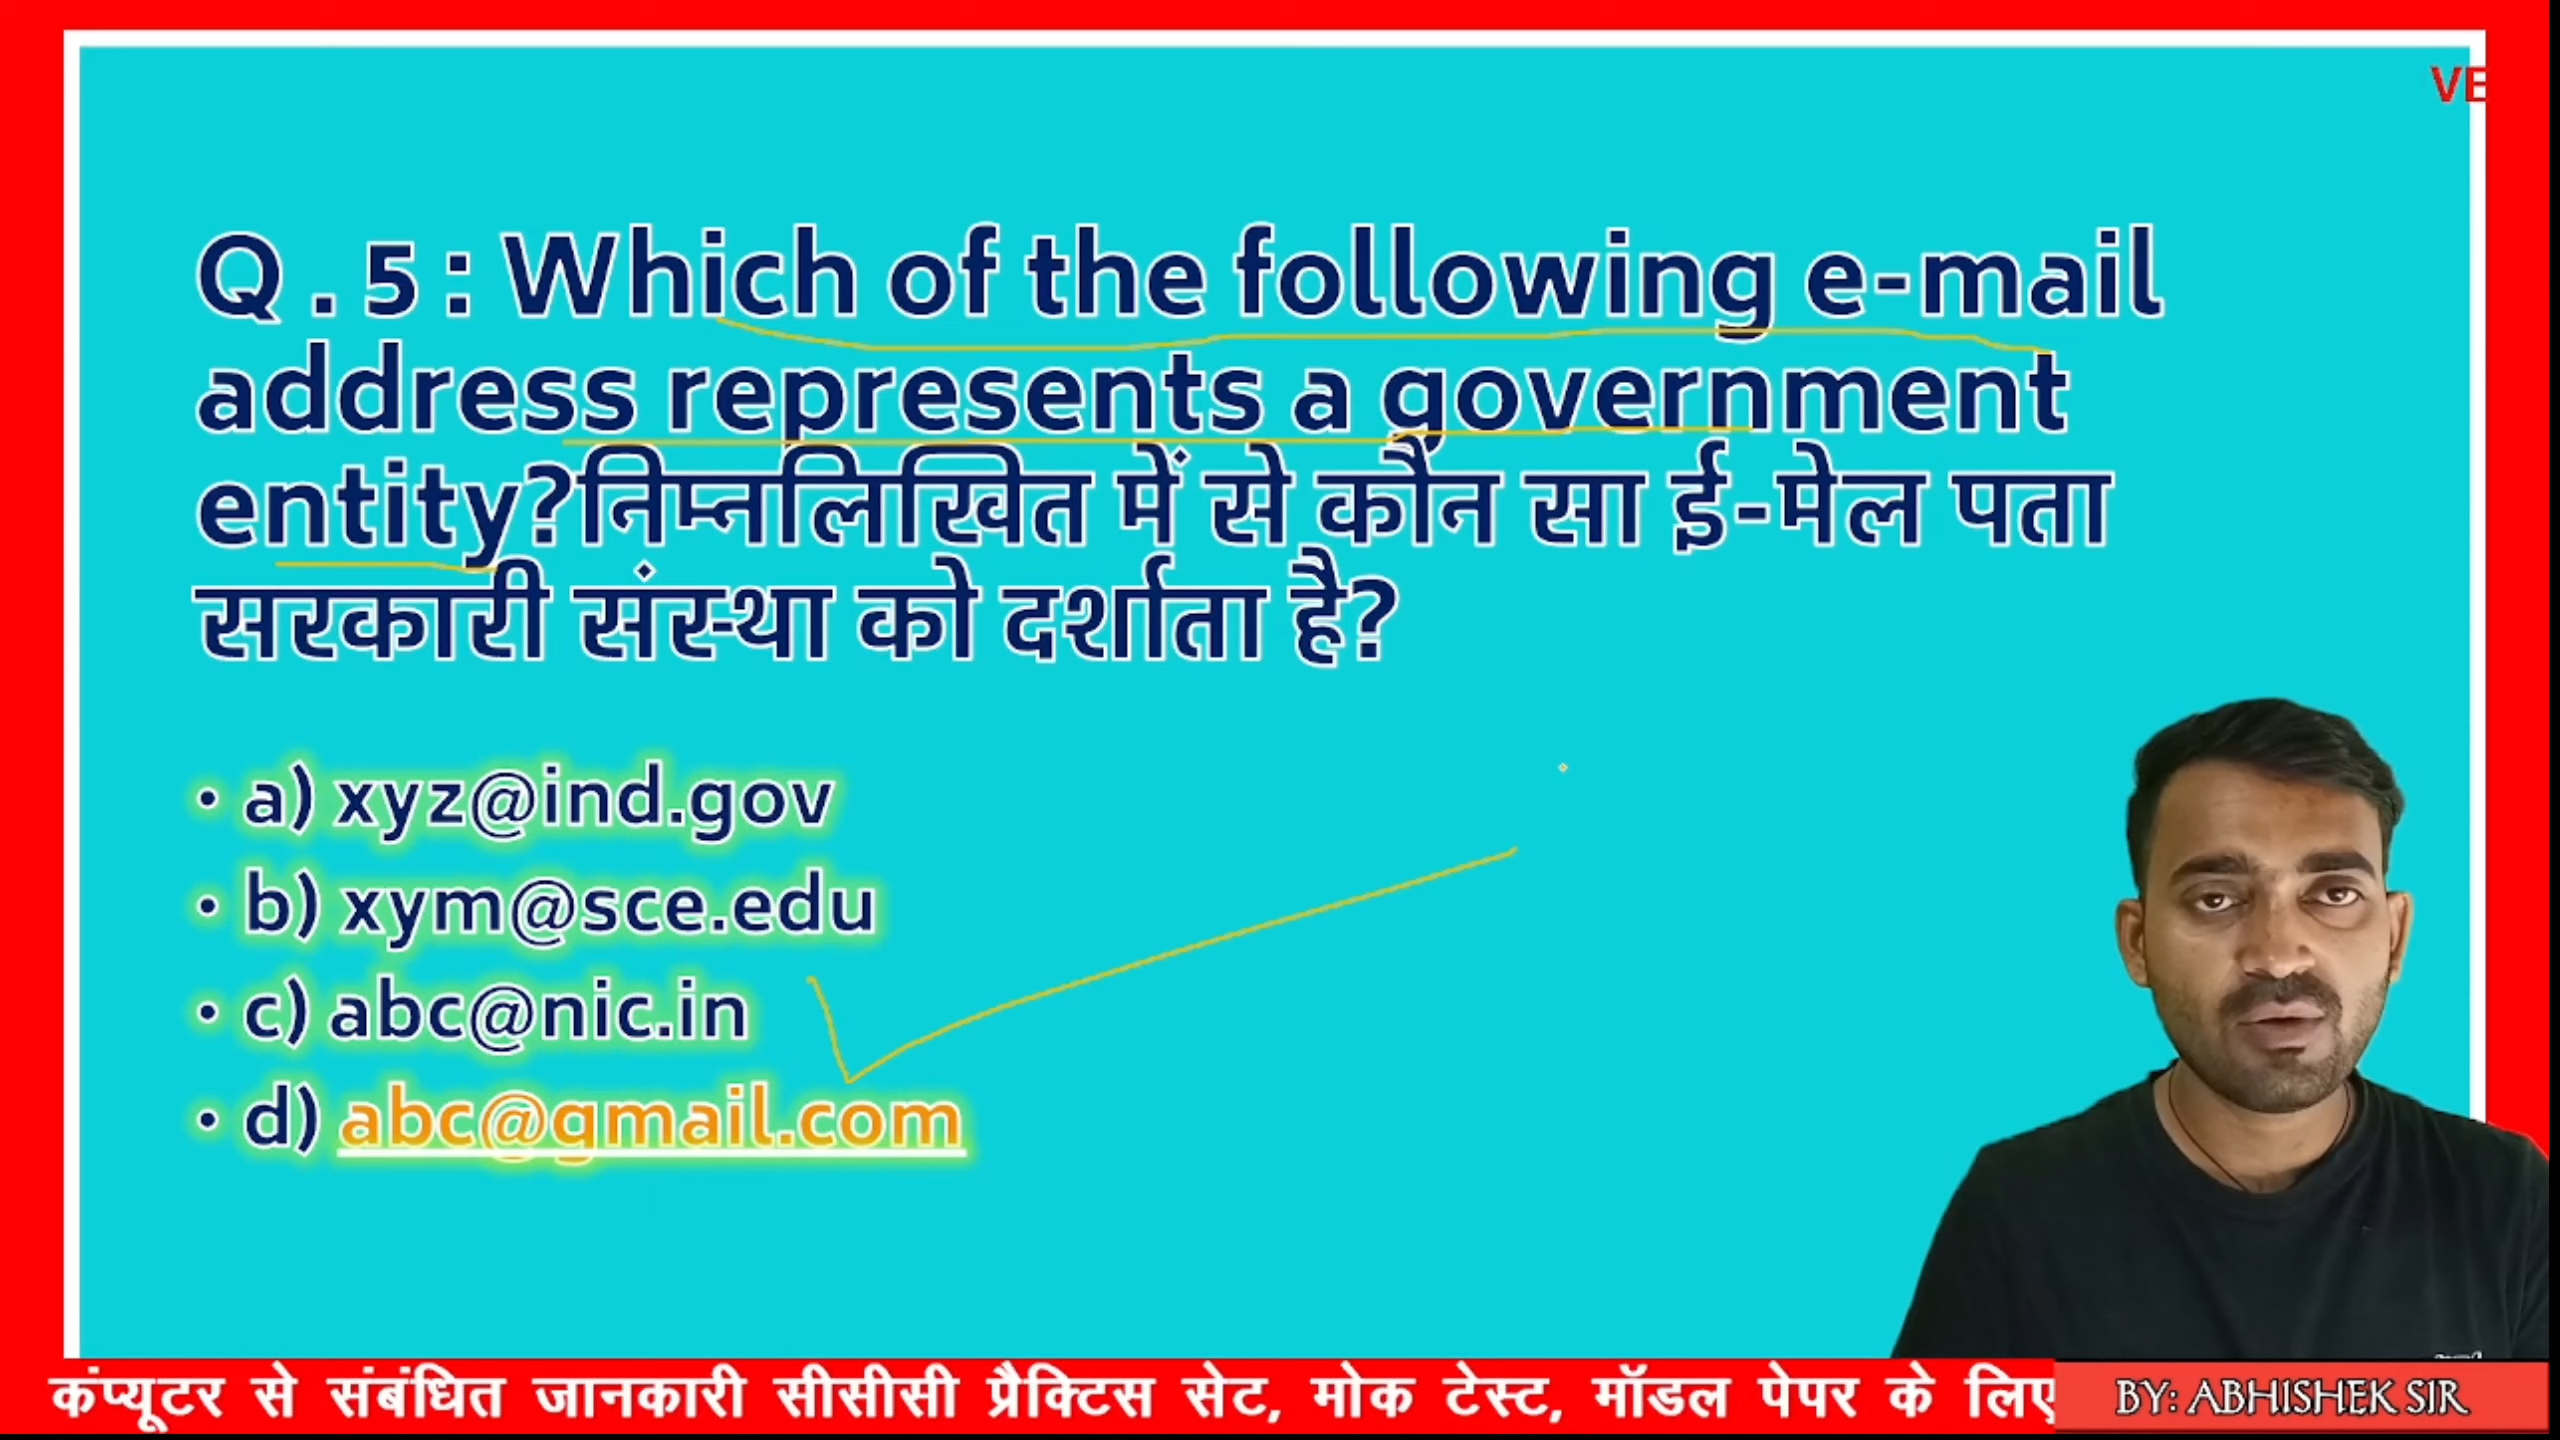 VE
Q . 5 : Which of the following e-mail
address represents a government
entity?निम्नलिखित में से कौन सा ई-मेल पता
सरकारी संस्था को दर्शाता है?
• a) xyz@ind.gov
• b) xym@sce.edu
• c) abc@nic.in
• d) abc@gmail.com
कंप्यूटर से संबंधित जानकारी सीसीसी प्रैक्टिस सेट, मोक टेस्ट, मॉडल पेपर के लिए
BY: ABHISHEK SIR